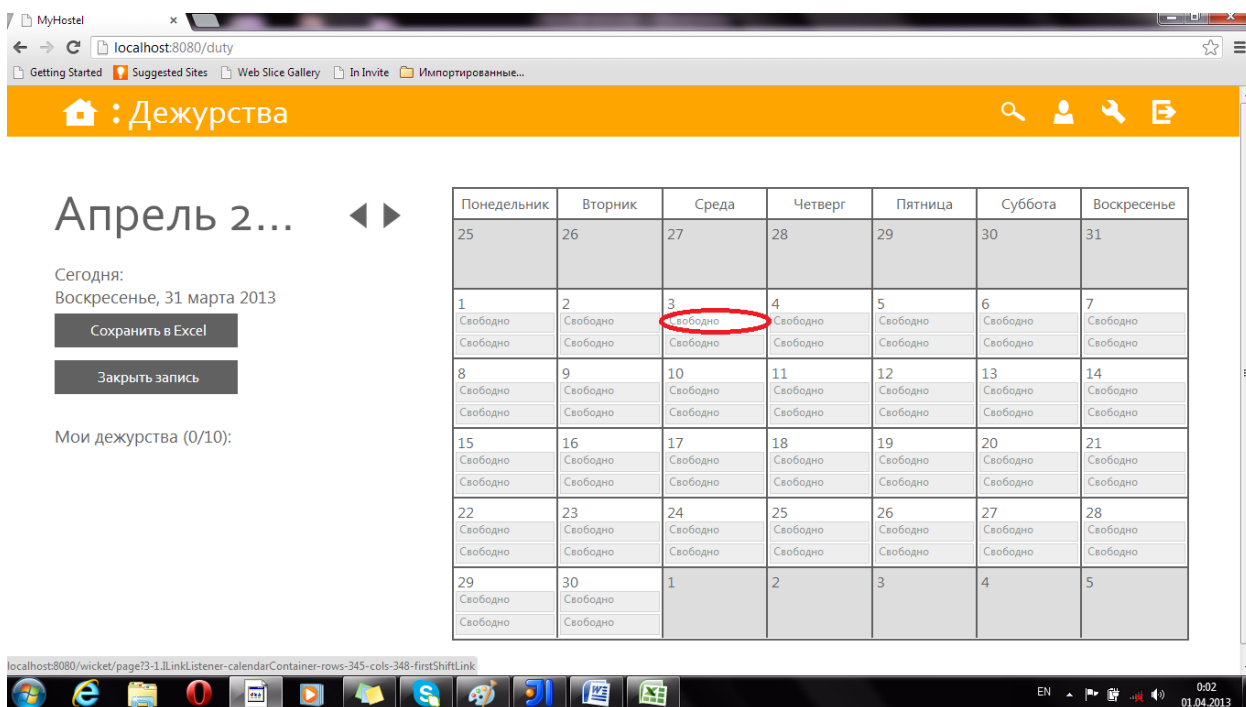 MyHostel
localhost:8080/duty
Getting Started Suggested Sites Web Slice Gallery In Invite Импортированные...
: Дежурства
Апрель 2...
Сегодня:
Воскресенье, 31 марта 2013
Сохранить в Excel
Закрыть запись
Мои дежурства (0/10):
Понедельник Вторник Среда Четверг Пятница Суббота Воскресенье
25 26 27 28 29 30 31
1 2 3 4 5 6 7
Свободно Свободно Свободно Свободно Свободно Свободно Свободно
Свободно Свободно Свободно Свободно Свободно Свободно Свободно
8 9 10 11 12 13 14
Свободно Свободно Свободно Свободно Свободно Свободно Свободно
Свободно Свободно Свободно Свободно Свободно Свободно Свободно
15 16 17 18 19 20 21
Свободно Свободно Свободно Свободно Свободно Свободно Свободно
Свободно Свободно Свободно Свободно Свободно Свободно Свободно
22 23 24 25 26 27 28
Свободно Свободно Свободно Свободно Свободно Свободно Свободно
Свободно Свободно Свободно Свободно Свободно Свободно Свободно
29 30 1 2 3 4 5
Свободно Свободно
Свободно Свободно
localhost:8080/wicket/page?3-1.ILinkListener-calendarContainer-rows-345-cols-348-firstShiftLink
EN 0:02
01.04.2013